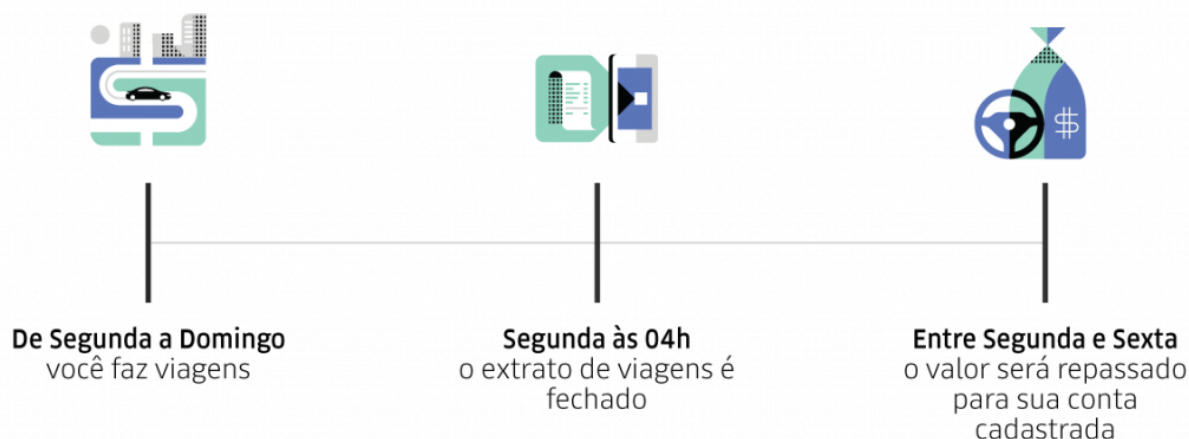 De Segunda a Domingo
você faz viagens
Segunda às 04h
o extrato de viagens é
fechado
Entre Segunda e Sexta
o valor será repassado
para sua conta
cadastrada